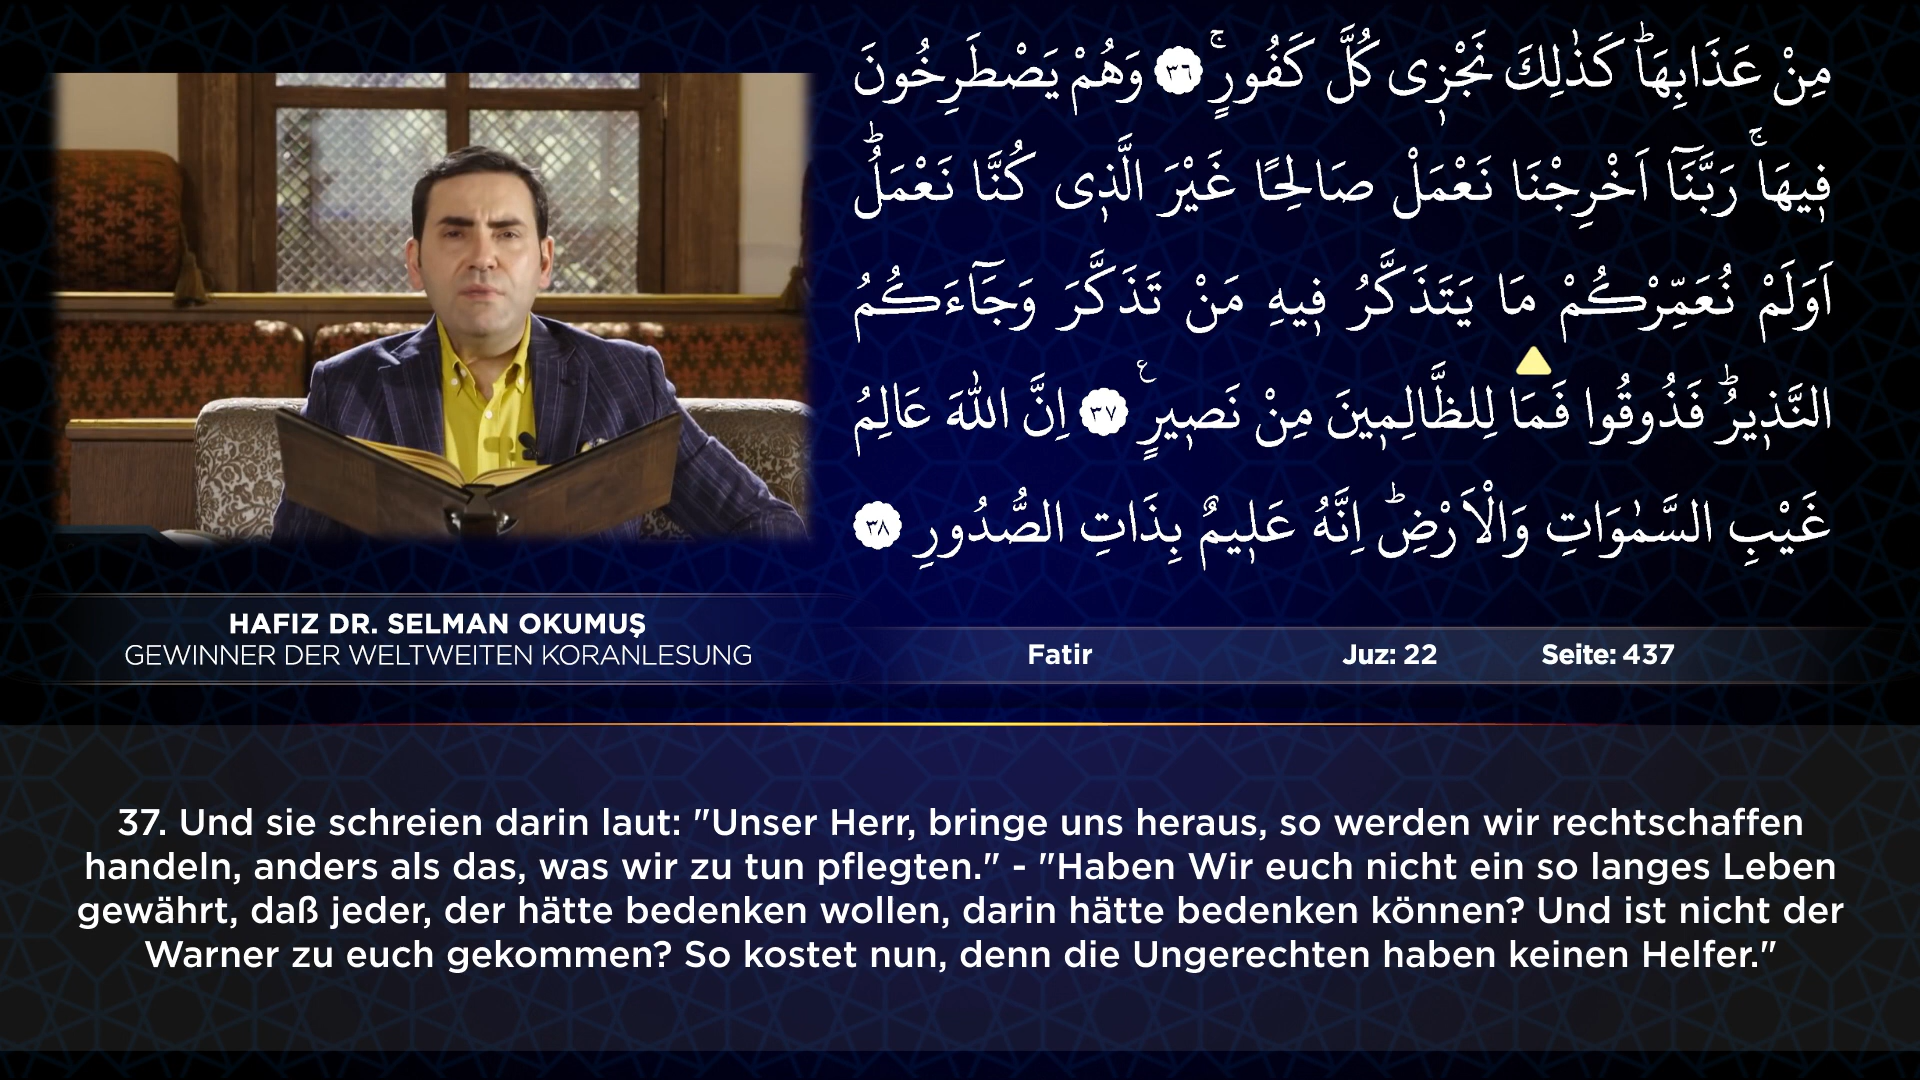 مِنْ عَذَابِهَاۜ كَذٰلِكَ نَجْزٖى كُلَّ كَفُورٍۚ ﴿٣٦﴾ وَهُمْ يَصْطَرِخُونَ
فٖيهَاۚ رَبَّنَٓا اَخْرِجْنَا نَعْمَلْ صَالِحًا غَيْرَ الَّذٖى كُنَّا نَعْمَلُؕ
اَوَلَمْ نُعَمِّرْكُمْ مَا يَتَذَكَّرُ فٖيهِ مَنْ تَذَكَّرَ وَجَٓاءَكُمُ
النَّذٖيرُؕ فَذُوقُوا فَمَا لِلظَّالِمٖينَ مِنْ نَصٖيرٍ ع ﴿٣٧﴾ اِنَّ اللّٰهَ عَالِمُ
غَيْبِ السَّمٰوَاتِ وَالْاَرْضِؕ اِنَّهُ عَلٖيمٌ بِذَاتِ الصُّدُورِ ﴿٣٨﴾
HAFIZ DR. SELMAN OKUMUŞ
GEWINNER DER WELTWEITEN KORANLESUNG
Fatir Juz: 22 Seite: 437
37. Und sie schreien darin laut: "Unser Herr, bringe uns heraus, so werden wir rechtschaffen
handeln, anders als das, was wir zu tun pflegten." - "Haben Wir euch nicht ein so langes Leben
gewährt, daß jeder, der hätte bedenken wollen, darin hätte bedenken können? Und ist nicht der
Warner zu euch gekommen? So kostet nun, denn die Ungerechten haben keinen Helfer."